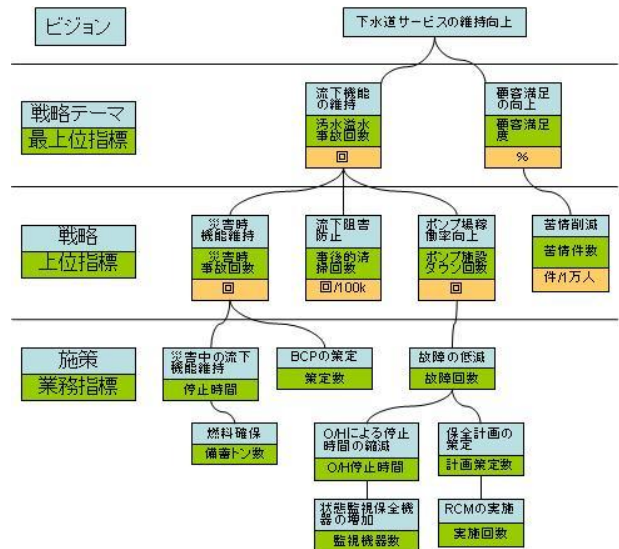 ビジョン
下水道サービスの維持向上
戦略テーマ
最上位指標
流下機能
の維持
汚水溢水
事故回数
回
顧客満足
の向上
顧客満足
度
%
戦略
上位指標
災害時
機能維持
災害時
事故回数
回
流下阻害
防止
事後的清
掃回数
回/100k
ポンプ場稼
働率向上
ポンプ施設
ダウン回数
回
苦情削減
苦情件数
件/1万人
施策
業務指標
災害中の流下
機能維持
停止時間
BCPの策定
策定数
故障の低減
故障回数
燃料確保
備蓄トン数
O/Hによる停止
時間の縮減
O/H停止時間
保全計画の
策定
計画策定数
状態監視保全機
器の増加
監視機器数
RCMの実施
実施回数